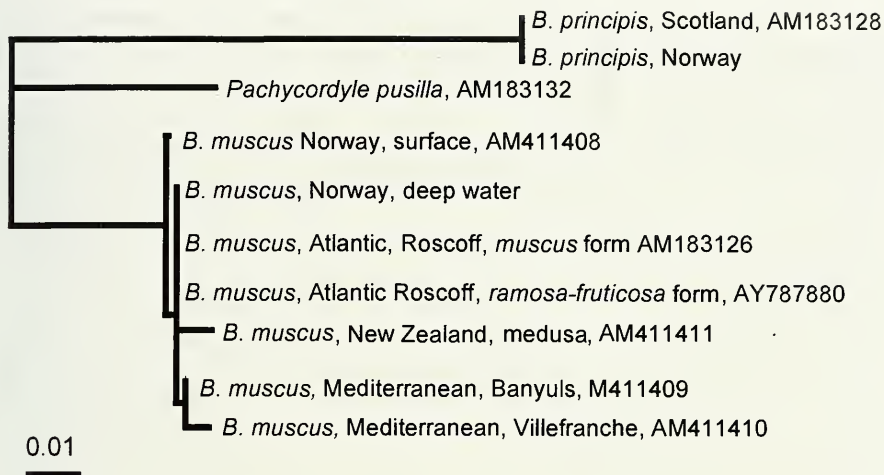 B. principis, Scotland, AM183128
B. principis, Norway
Pachycordyle pusilla, AM183132
B. muscus Norway, surface, AM411408
B. muscus, Norway, deep water
B. muscus, Atlantic, Roscoff, muscus form AM183126
B. muscus, Atlantic Roscoff, ramosa-fruticosa form, AY787880
B. muscus, New Zealand, medusa, AM411411
B. muscus, Mediterranean, Banyuls, M411409
B. muscus, Mediterranean, Villefranche, AM411410
0.01